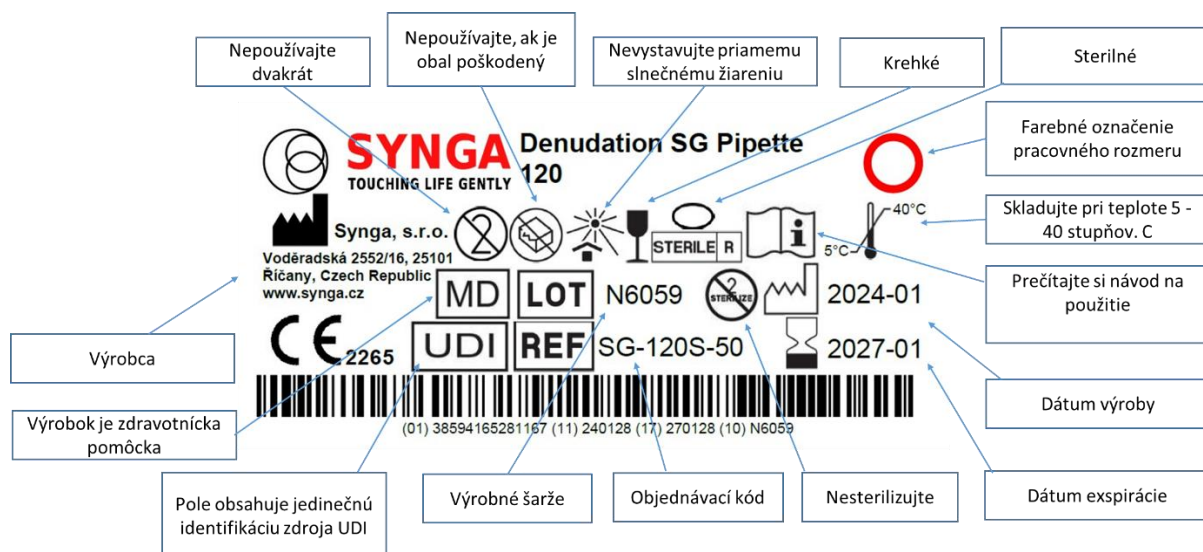 Nepoužívajte
dvakrát
Nepoužívajte, ak je
obal poškodený
Nevystavujte priamemu
slnečnému žiareniu
Krehké
Sterilné
Farebné označenie
pracovného rozmeru
Skladujte pri teplote 5 -
40 stupňov. C
Prečítajte si návod na
použitie
SYNGA
TOUCHING LIFE GENTLY
Denudation SG Pipette
120
Synga, s.r.o.
Voděradská 2552/16, 25101
Říčany, Czech Republic
www.synga.cz
2
STERILE R
i
40°C
5°C
MD LOT N6059
2
STERILIZE
2024-01
CE 2265
UDI REF SG-120S-50
2027-01
(01) 38594165281167 (11) 240128 (17) 270128 (10) N6059
Výrobca
Výrobok je zdravotnícka
pomôcka
Pole obsahuje jedinečnú
identifikáciu zdroja UDI
Výrobné šarže
Objednávací kód
Nesterilizujte
Dátum výroby
Dátum exspirácie